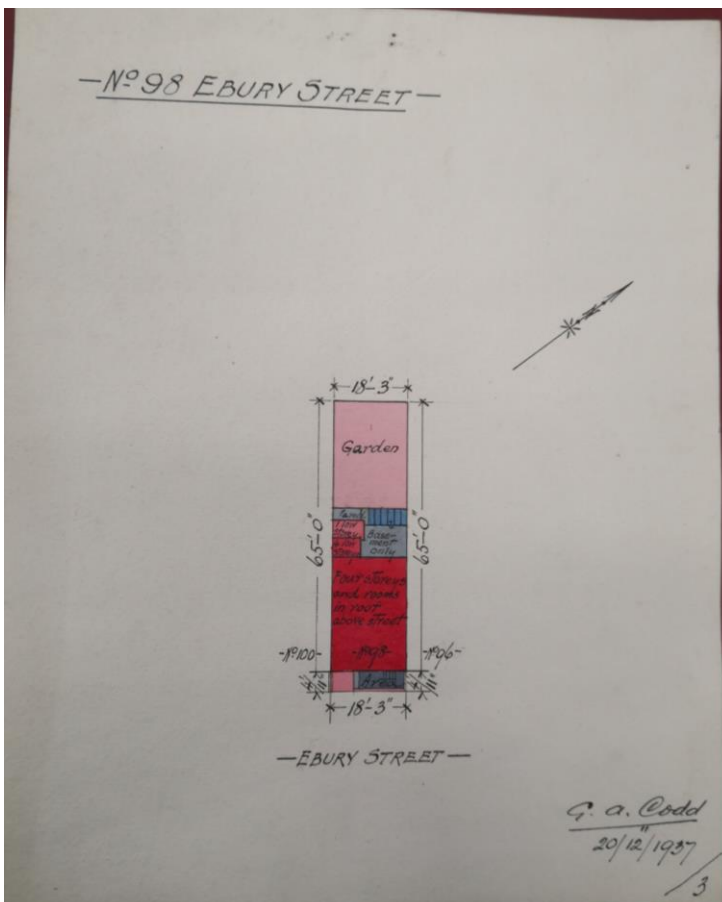 —Nº 98 EBURY STREET—
N
18'-3"
Garden
65'-0"
65'-0"
Base-
ment
only
Four storeys
and rooms
in roof
above street
-Nº100-
-Nº98-
-Nº96-
Area
18'-3"
—EBURY STREET—
G. A. Codd
20/12/1937
3